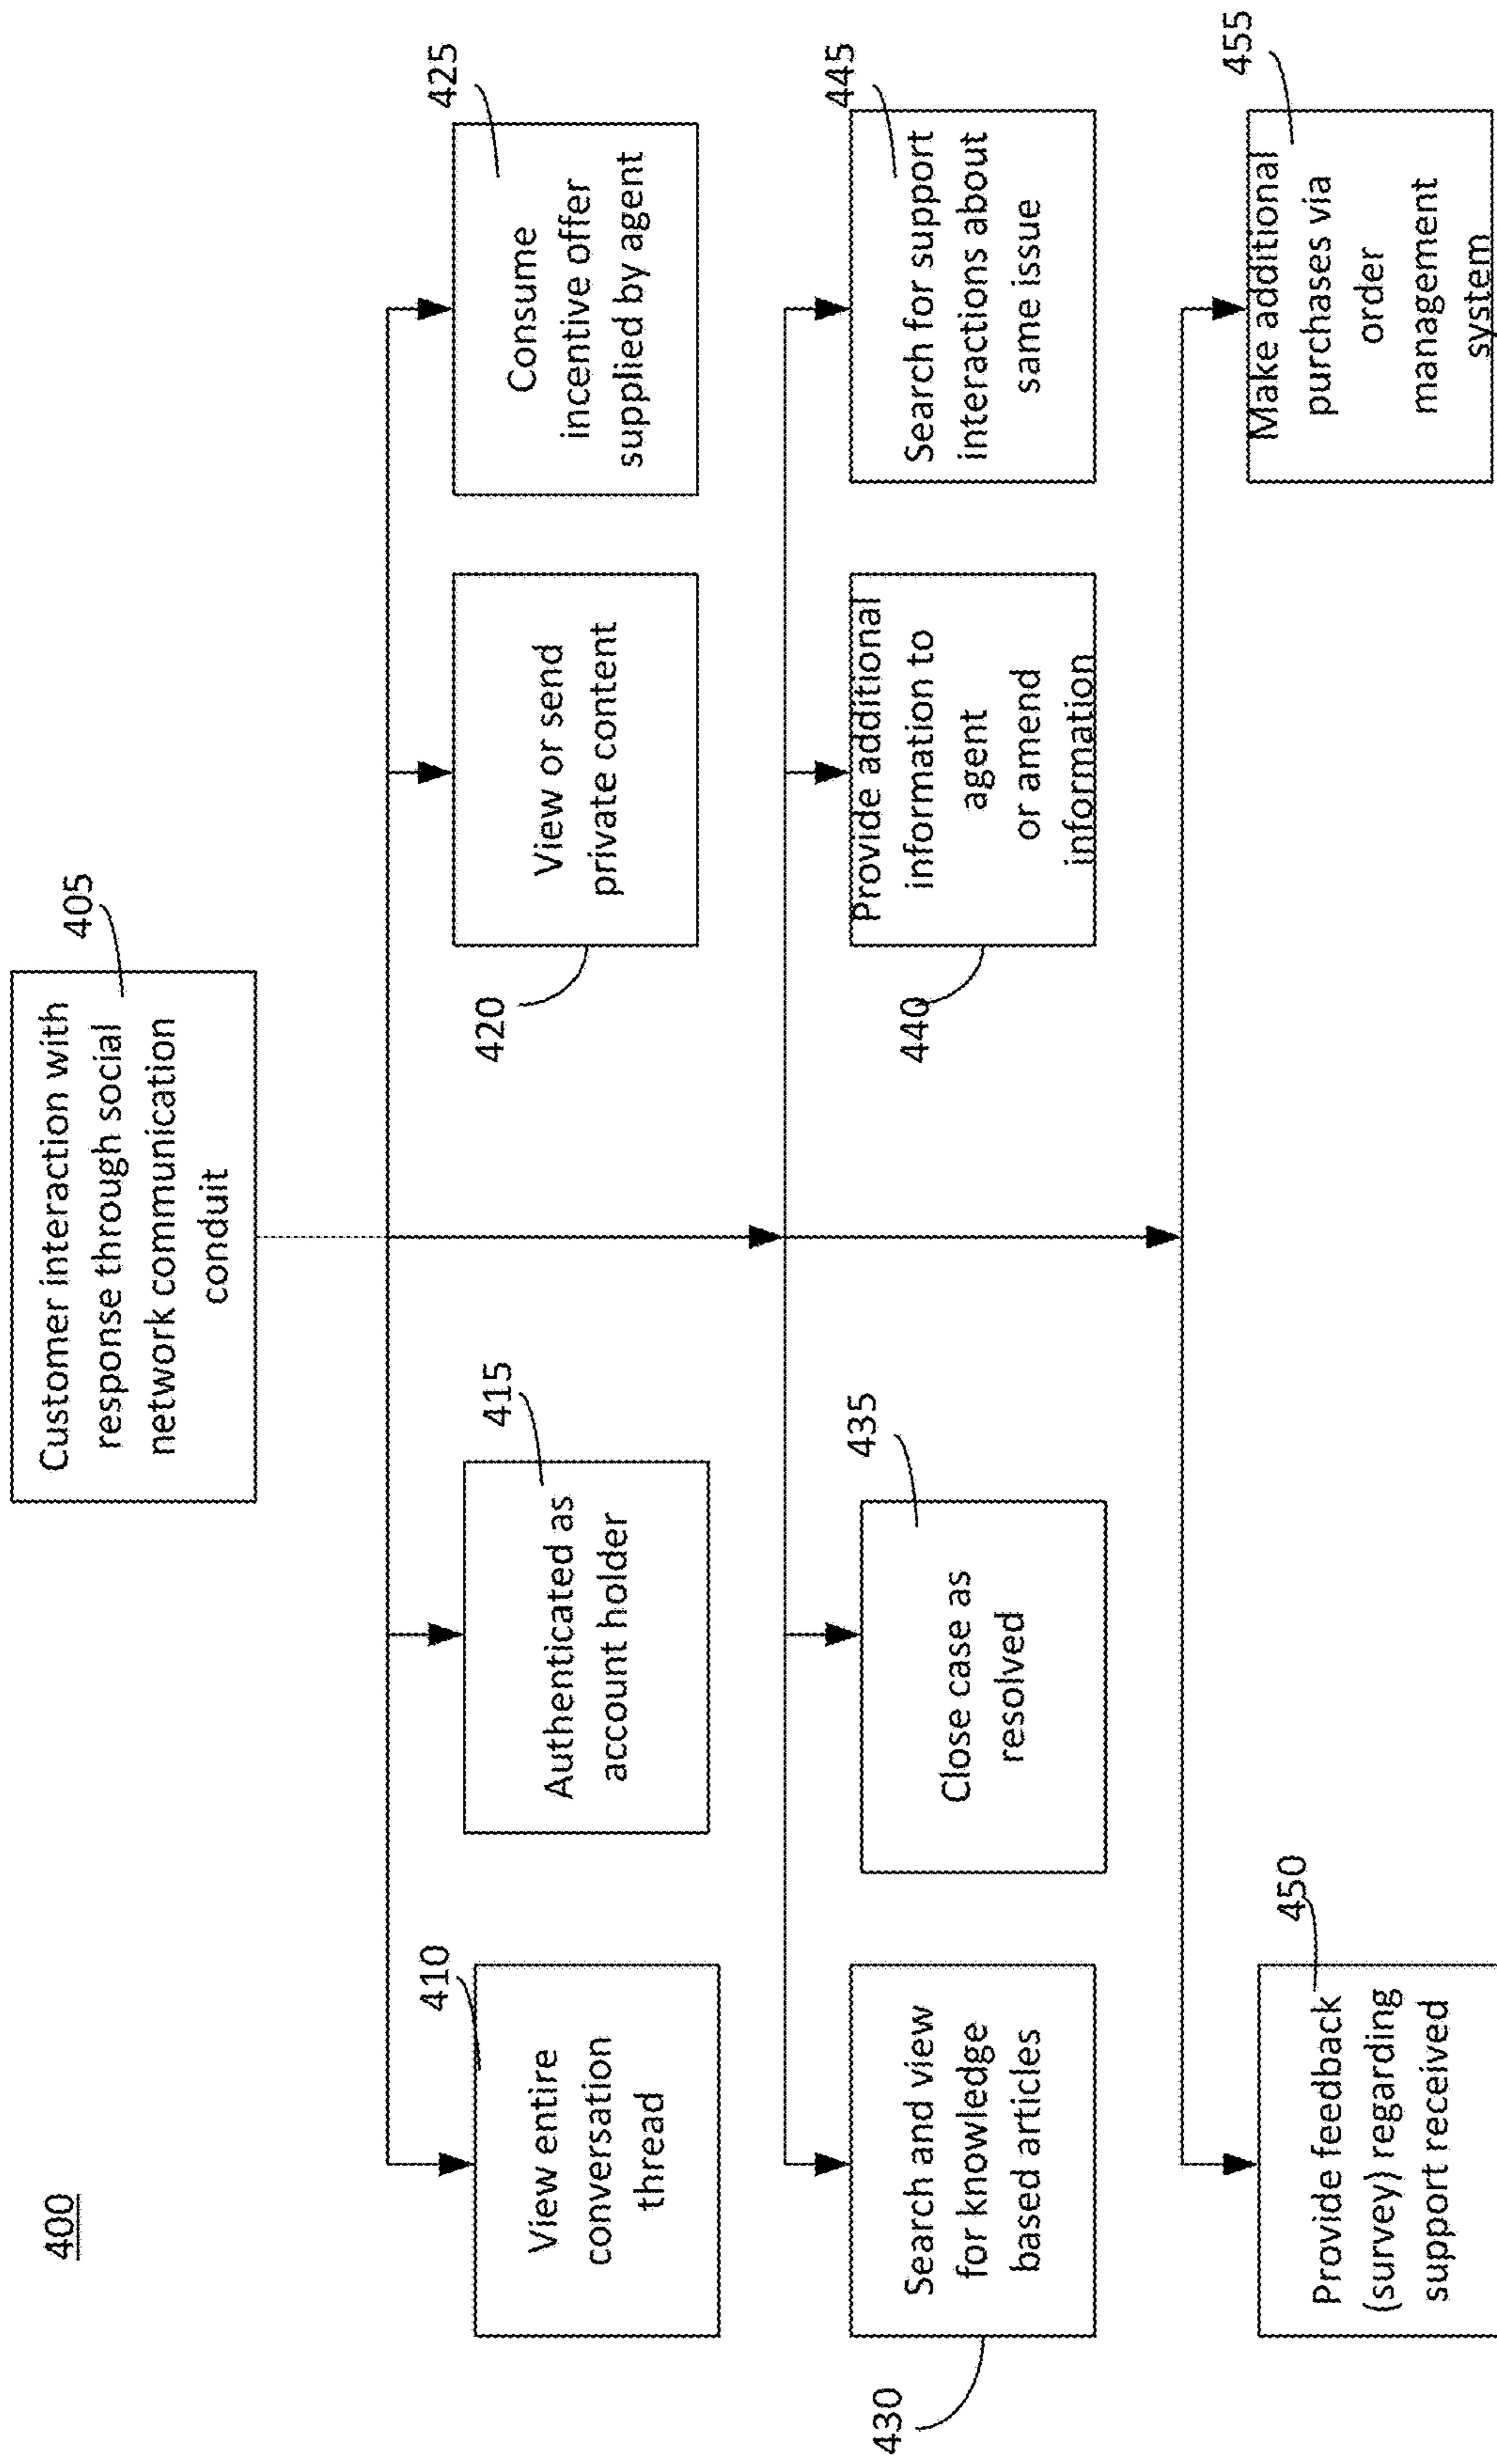 400
Customer interaction with
response through social
network communication
conduit
405
View entire
conversation
thread
410
Authenticated as
account holder
415
View or send
private content
420
Consume
incentive offer
supplied by agent
425
Search and view
for knowledge
based articles
430
Close case as
resolved
435
Provide additional
information to
agent
or amend
information
440
Search for support
interactions about
same issue
445
Provide feedback
(survey) regarding
support received
450
Make additional
purchases via
order
management
system
455